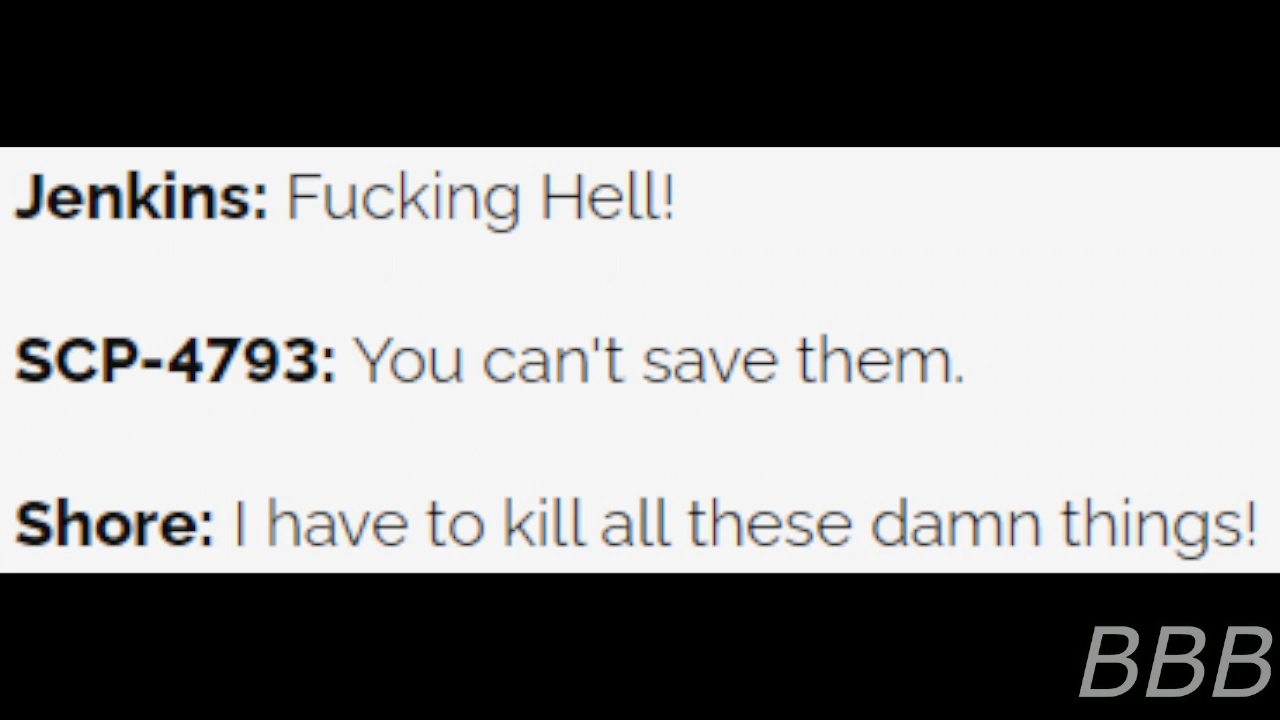 Jenkins: Fucking Hell!
SCP-4793: You can't save them.
Shore: I have to kill all these damn things!
BBB